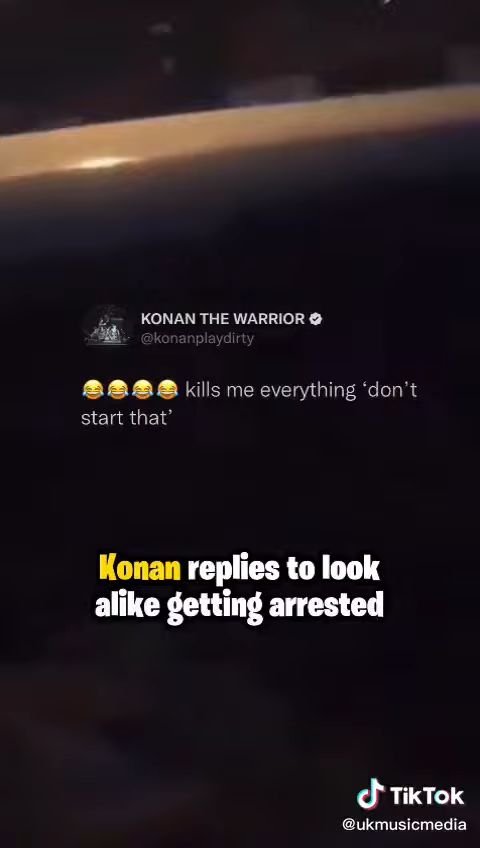 KONAN THE WARRIOR
@konanplaydirty
😂😂😂😂 kills me everything ‘don’t
start that’
Konan replies to look
alike getting arrested
TikTok
@ukmusicmedia